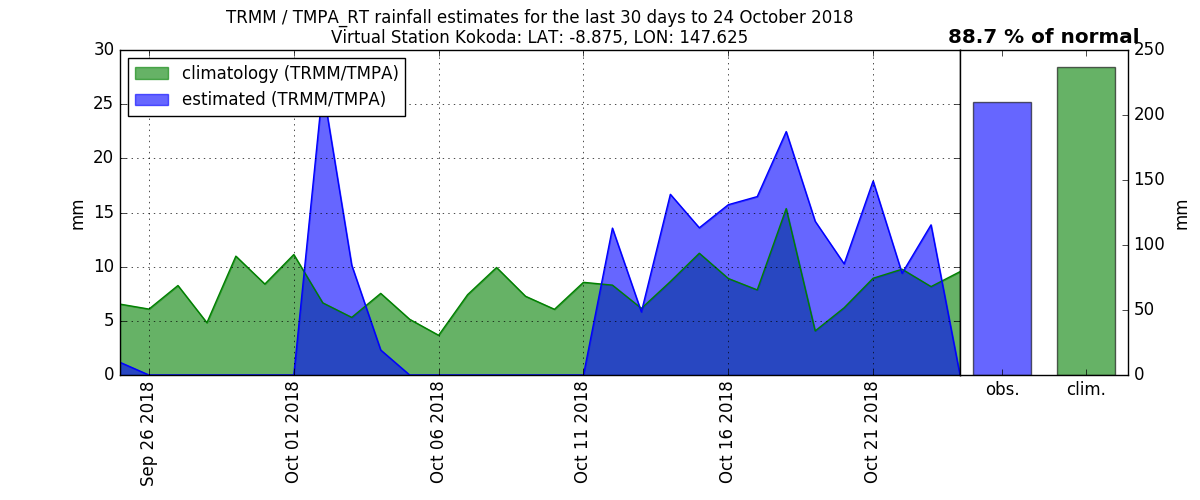 TRMM / TMPA_RT rainfall estimates for the last 30 days to 24 October 2018
Virtual Station Kokoda: LAT: -8.875, LON: 147.625
88.7 % of normal
climatology (TRMM/TMPA)
estimated (TRMM/TMPA)
30
25
20
15
10
5
0
mm
250
200
150
100
50
0
mm
Sep 26 2018
Oct 01 2018
Oct 06 2018
Oct 11 2018
Oct 16 2018
Oct 21 2018
obs.
clim.